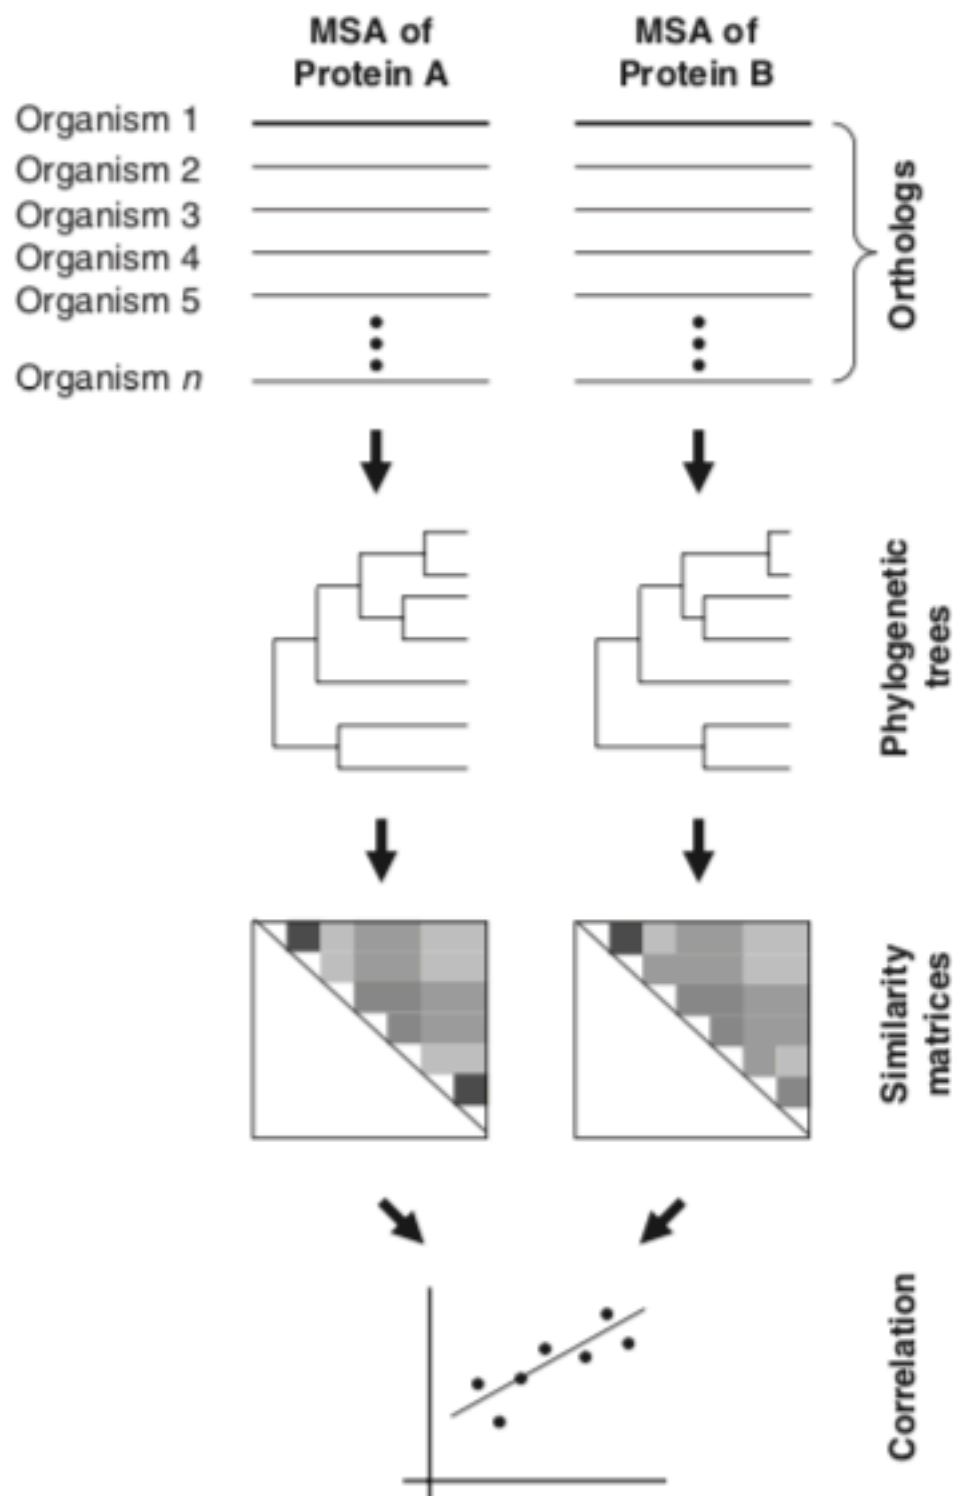 MSA of
Protein A
MSA of
Protein B
Organism 1
Organism 2
Organism 3
Organism 4
Organism 5
Organism n
Orthologs
Phylogenetic
trees
Similarity
matrices
Correlation